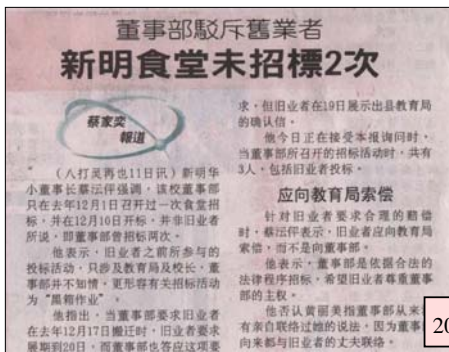 董事部駁斥舊業者
新明食堂未招標2次
蔡家奕
報道
（八打灵再也11日讯）新明华
小董事长蔡沄伴强调，该校董事部
只在去年12月1日召开过一次食堂招
标，并在12月10日开标，并非旧业者
所说，即董事部曾招标两次。
他表示，旧业者之前所参与的
投标活动，只涉及教育局及校长，董
事部并不知情，更形容有关招标活动
为“黑箱作业”。
他指出，当董事部要求旧业者
在去年12月17日搬迁时，旧业者要求
展期到20日，而董事部也答应这项要
求，但旧业者在19日展示出县教育局
的确认信。
他今日正在接受本报询问时，
当董事部所召开的招标活动时，共有
3人，包括旧业者投标。
应向教育局索偿
针对旧业者要求合理的赔偿
时，蔡沄伴表示，旧业者应向教育局
索偿，而不是向董事部。
他表示，董事部是依据合法的
法律程序招标，希望旧业者尊重董事
部的主权。
他否认黄丽美指董事部从来没
有亲自联络过她的说法，因为董事
向来都与旧业者的丈夫联络。
20